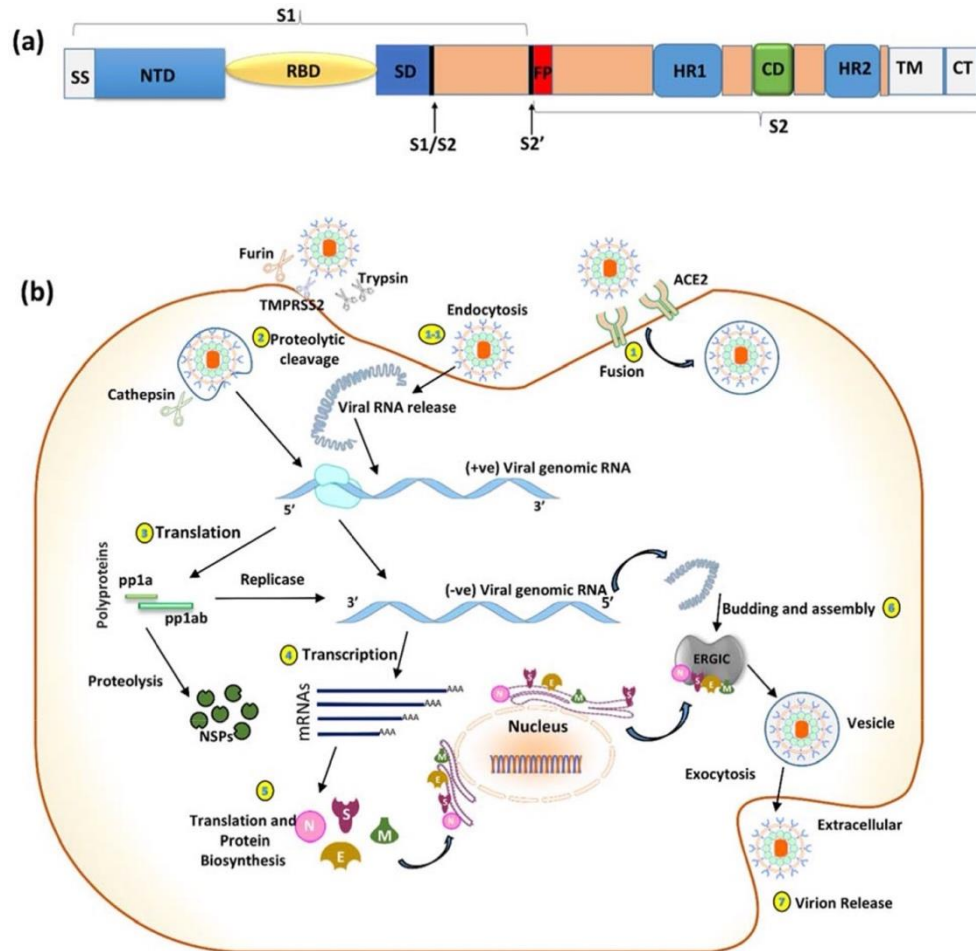 (a)
S1
SS
NTD
RBD
SD
FP
HR1
CD
HR2
TM
CT
S1/S2
S2’
S2
(b)
Furin
Trypsin
TMPRSS2
ACE2
2 Proteolytic
cleavage
1-1
Endocytosis
1
Fusion
Cathepsin
Viral RNA release
(+ve) Viral genomic RNA
5’
3’
3 Translation
Polyproteins
pp1a
pp1ab
Replicase
(-ve) Viral genomic RNA
3’
5’
Budding and assembly 6
ERGIC
N
S
E
M
Proteolysis
NSPs
4 Transcription
mRNAs
AAA
AAA
AAA
AAA
N
S
E
M
S
Nucleus
M
E
S
N
Vesicle
Exocytosis
5
Translation and
Protein
Biosynthesis
N
S
M
E
Extracellular
7 Virion Release